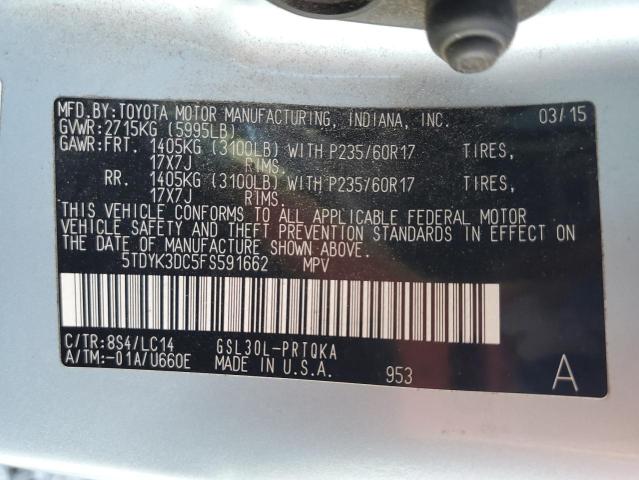 MFD.BY:TOYOTA MOTOR MANUFACTURING, INDIANA, INC. 03/15
GVWR:2715KG (5995LB)
GAWR:FRT. 1405KG (3100LB) WITH P235/60R17 TIRES,
17X7J RIMS.
RR. 1405KG (3100LB) WITH P235/60R17 TIRES,
17X7J RIMS.
THIS VEHICLE CONFORMS TO ALL APPLICABLE FEDERAL MOTOR
VEHICLE SAFETY AND THEFT PREVENTION STANDARDS IN EFFECT ON
THE DATE OF MANUFACTURE SHOWN ABOVE.
5TDYK3DC5FS591662 MPV
C/TR:8S4/LC14 GSL30L-PRTQKA
A/TM:-01A/U660E MADE IN U.S.A. 953 A